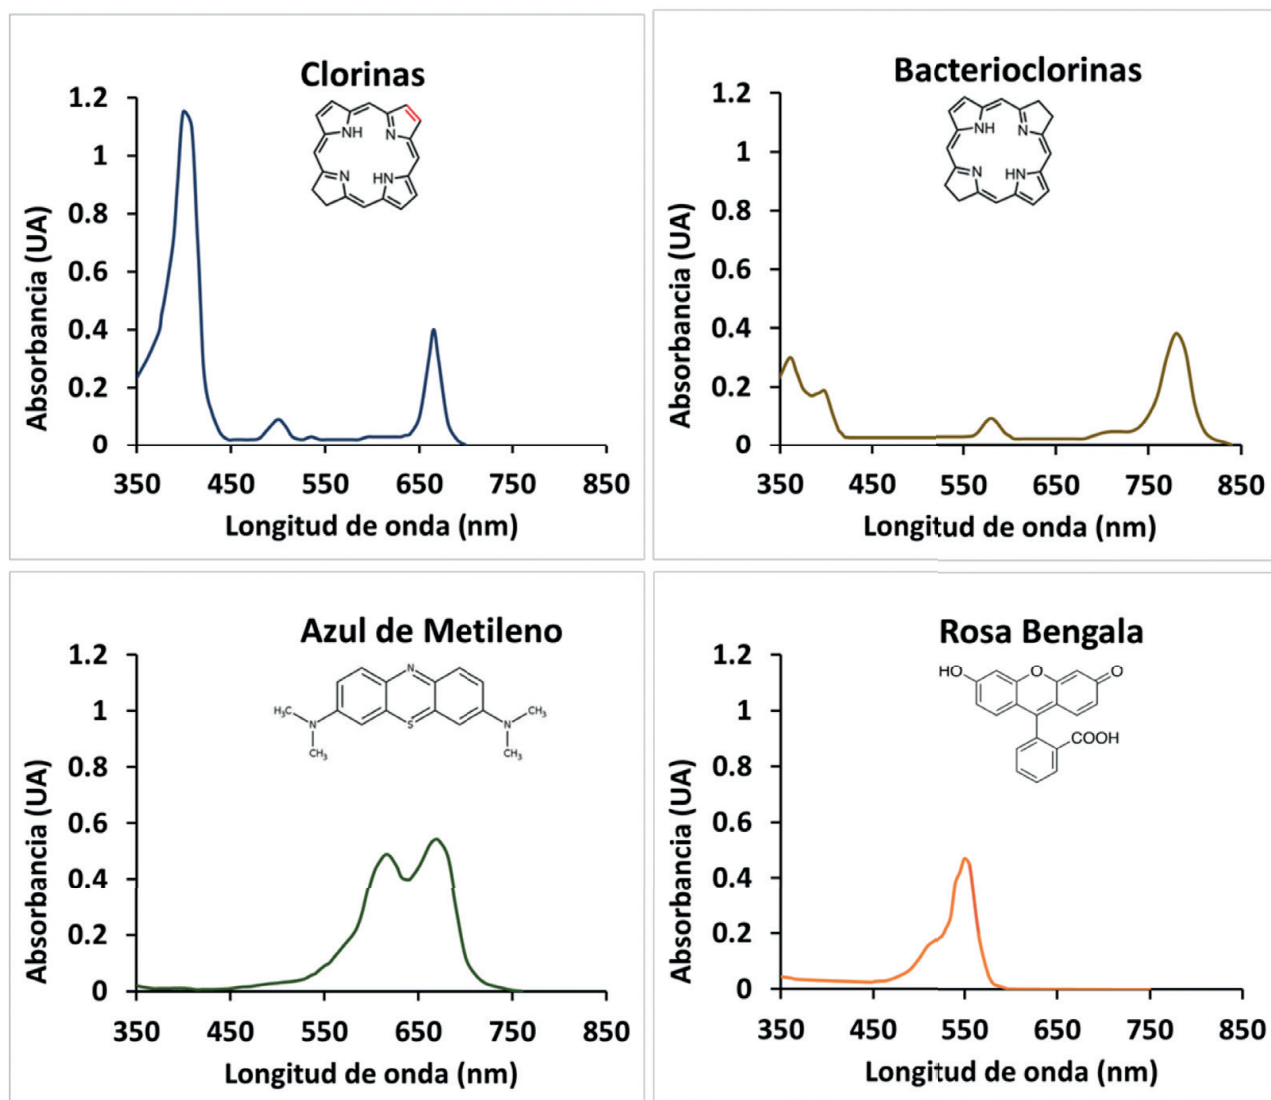 Clorinas
1.2
1
0.8
0.6
0.4
0.2
0
Absorbancia (UA)
NH
N
N
HN
350 450 550 650 750 850
Longitud de onda (nm)
Bacterioclorinas
1.2
1
0.8
0.6
0.4
0.2
0
Absorbancia (UA)
NH
N
N
HN
350 450 550 650 750 850
Longitud de onda (nm)
Azul de Metileno
1.2
1
0.8
0.6
0.4
0.2
0
Absorbancia (UA)
N
H₃C
CH₃
N
S
N
CH₃
CH₃
350 450 550 650 750 850
Longitud de onda (nm)
Rosa Bengala
1.2
1
0.8
0.6
0.4
0.2
0
Absorbancia (UA)
HO
O
O
COOH
350 450 550 650 750 850
Longitud de onda (nm)